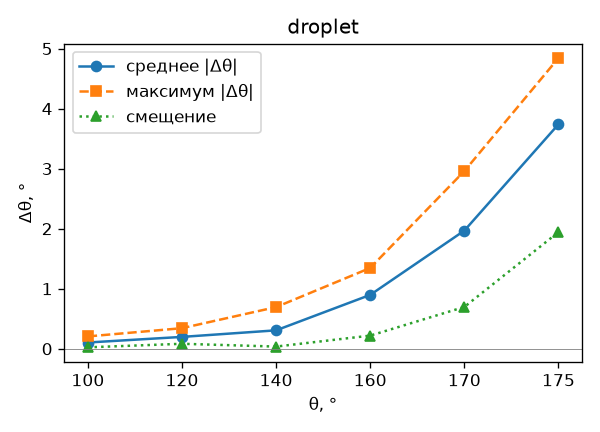 droplet
среднее |Δθ|
максимум |Δθ|
смещение
Δθ, °
5
4
3
2
1
0
100 120 140 160 170 175
θ, °